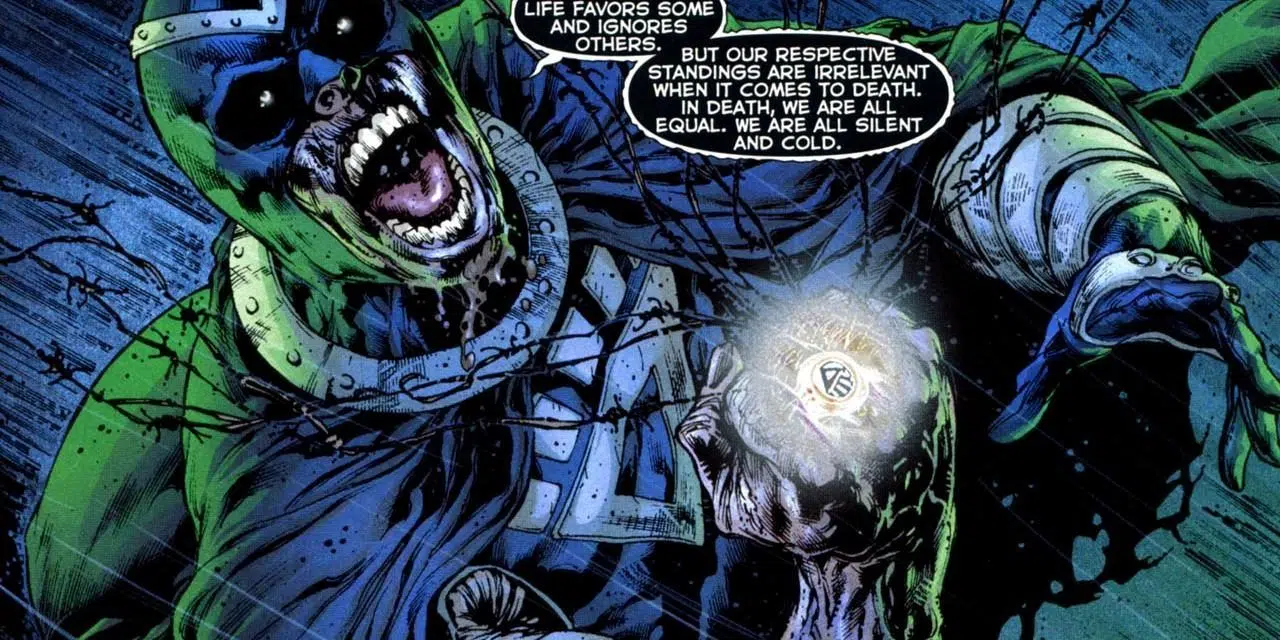 LIFE FAVORS SOME
AND IGNORES
OTHERS.
BUT OUR RESPECTIVE
STANDINGS ARE IRRELEVANT
WHEN IT COMES TO DEATH.
IN DEATH, WE ARE ALL
EQUAL. WE ARE ALL SILENT
AND COLD.